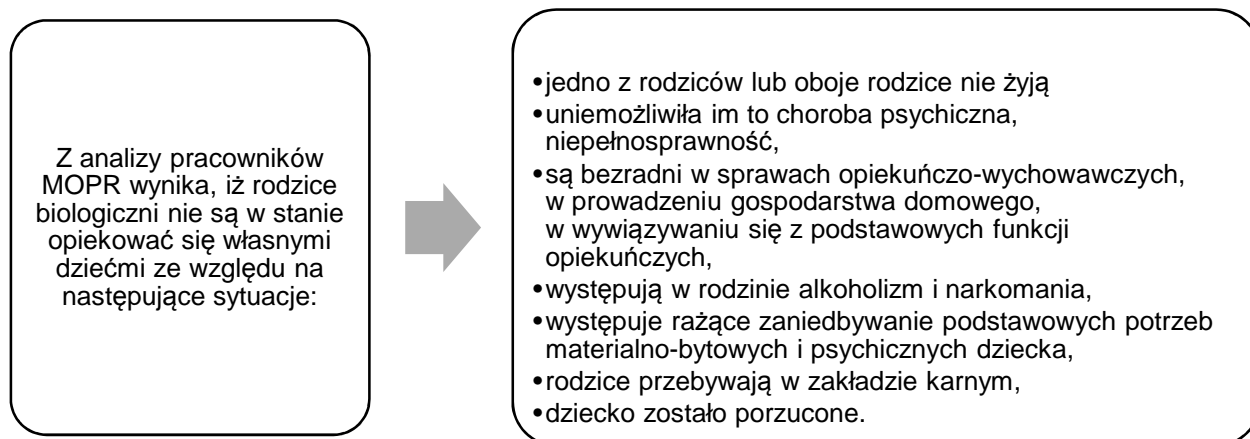 Z analizy pracowników
MOPR wynika, iż rodzice
biologiczni nie są w stanie
opiekować się własnymi
dziećmi ze względu na
następujące sytuacje:
•jedno z rodziców lub oboje rodzice nie żyją
•uniemożliwiła im to choroba psychiczna,
niepełnosprawność,
•są bezradni w sprawach opiekuńczo-wychowawczych,
w prowadzeniu gospodarstwa domowego,
w wywiązywaniu się z podstawowych funkcji
opiekuńczych,
•występują w rodzinie alkoholizm i narkomania,
•występuje rażące zaniedbywanie podstawowych potrzeb
materialno-bytowych i psychicznych dziecka,
•rodzice przebywają w zakładzie karnym,
•dziecko zostało porzucone.